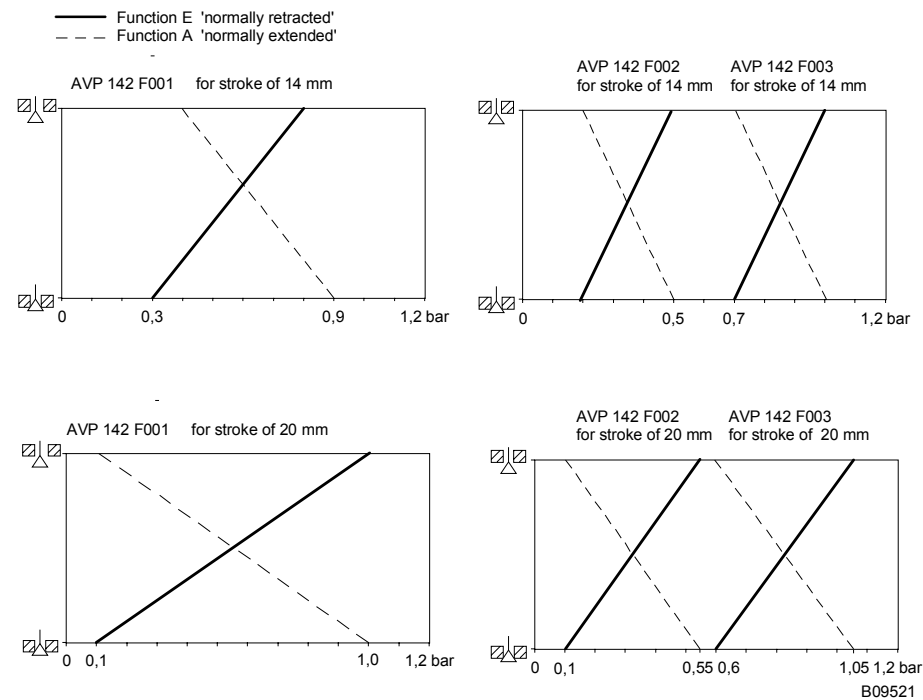 Function E 'normally retracted'
Function A 'normally extended'
AVP 142 F001 for stroke of 14 mm
0 0,3 0,9 1,2 bar
AVP 142 F002 AVP 142 F003
for stroke of 14 mm for stroke of 14 mm
0 0,5 0,7 1,2 bar
AVP 142 F001 for stroke of 20 mm
0 0,1 1,0 1,2 bar
AVP 142 F002 AVP 142 F003
for stroke of 20 mm for stroke of 20 mm
0 0,1 0,55 0,6 1,05 1,2 bar
B09521